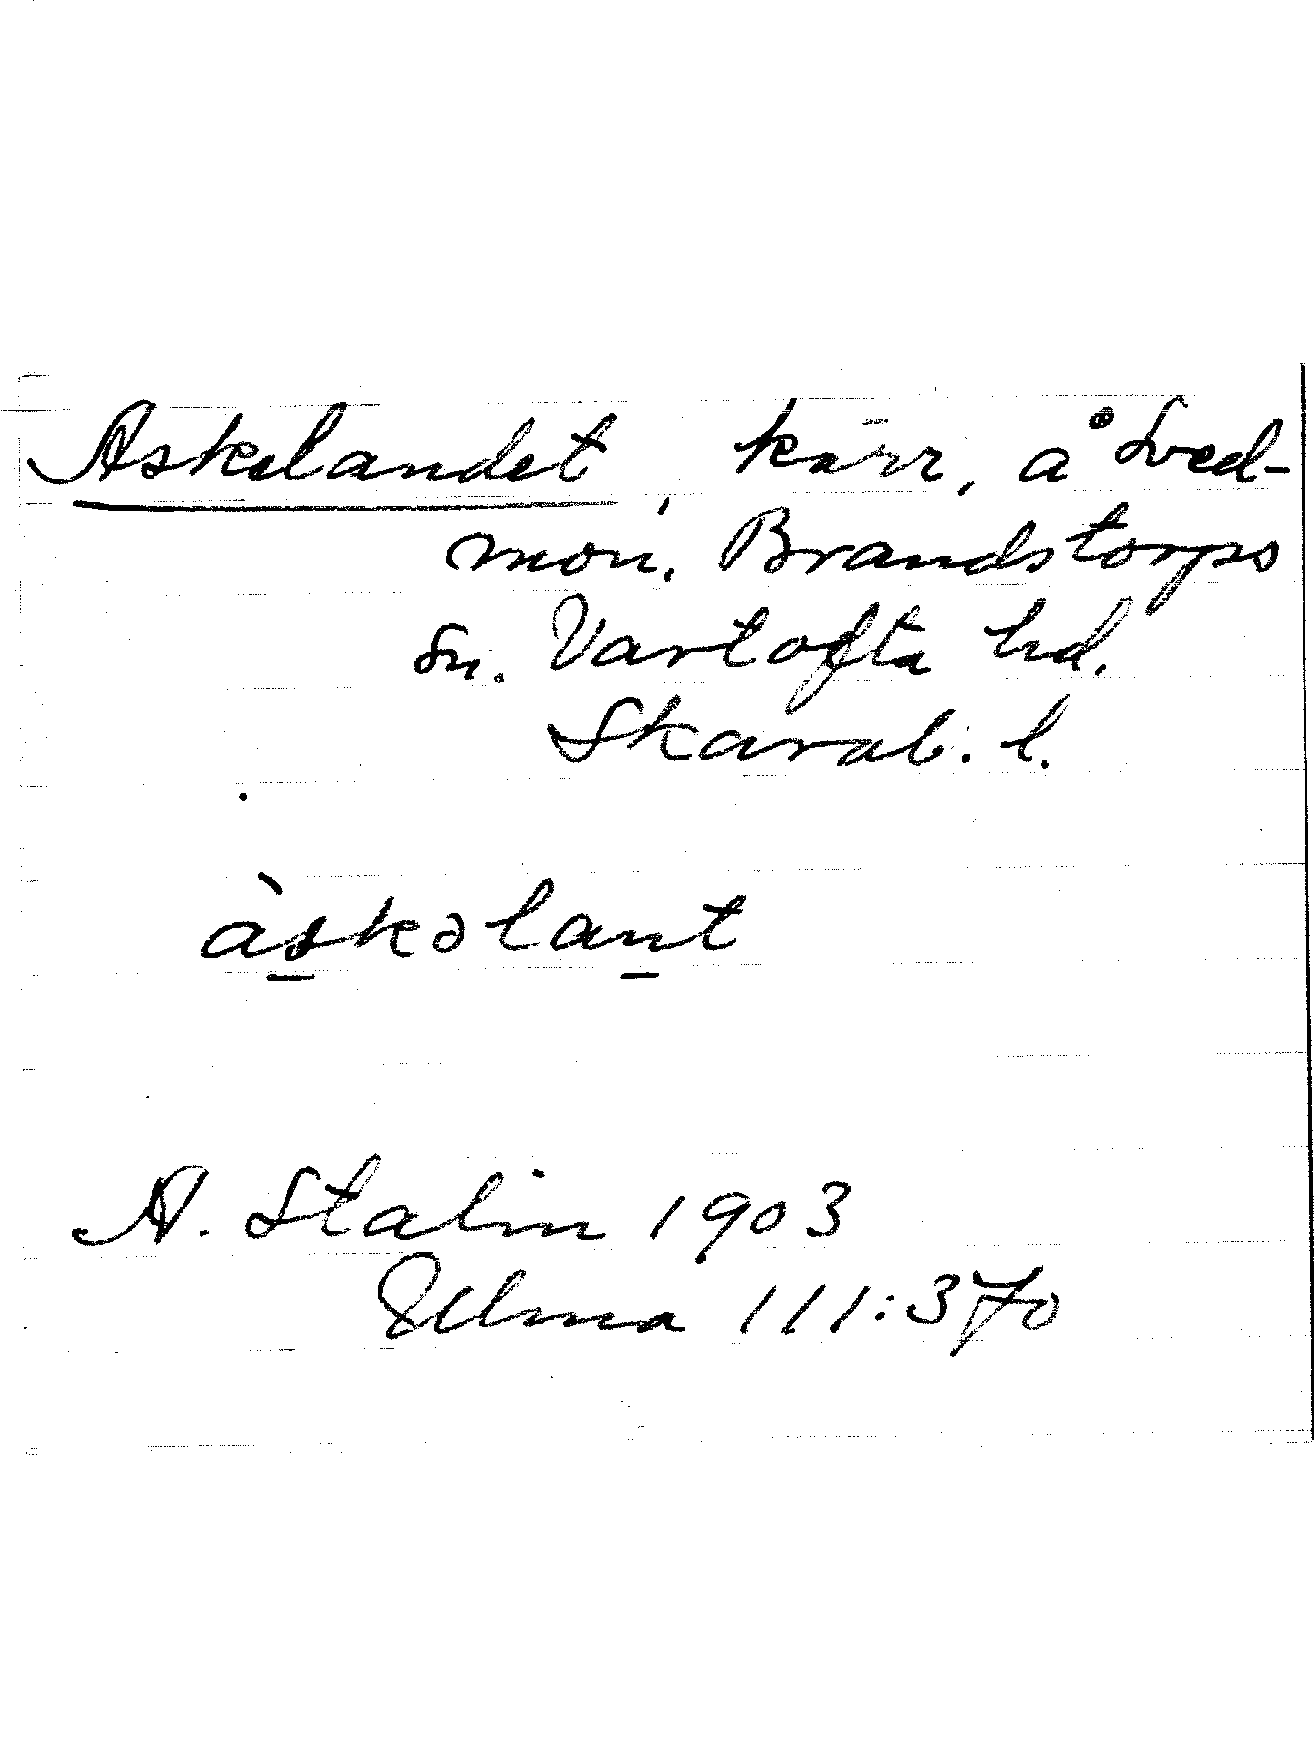 Askelandet, kärr, å Sved-
mon. Brandstorps
sn. Vartofta hd.
Skarab. l.
àskəlant
A. Stalin 1903
Ulma 111:370